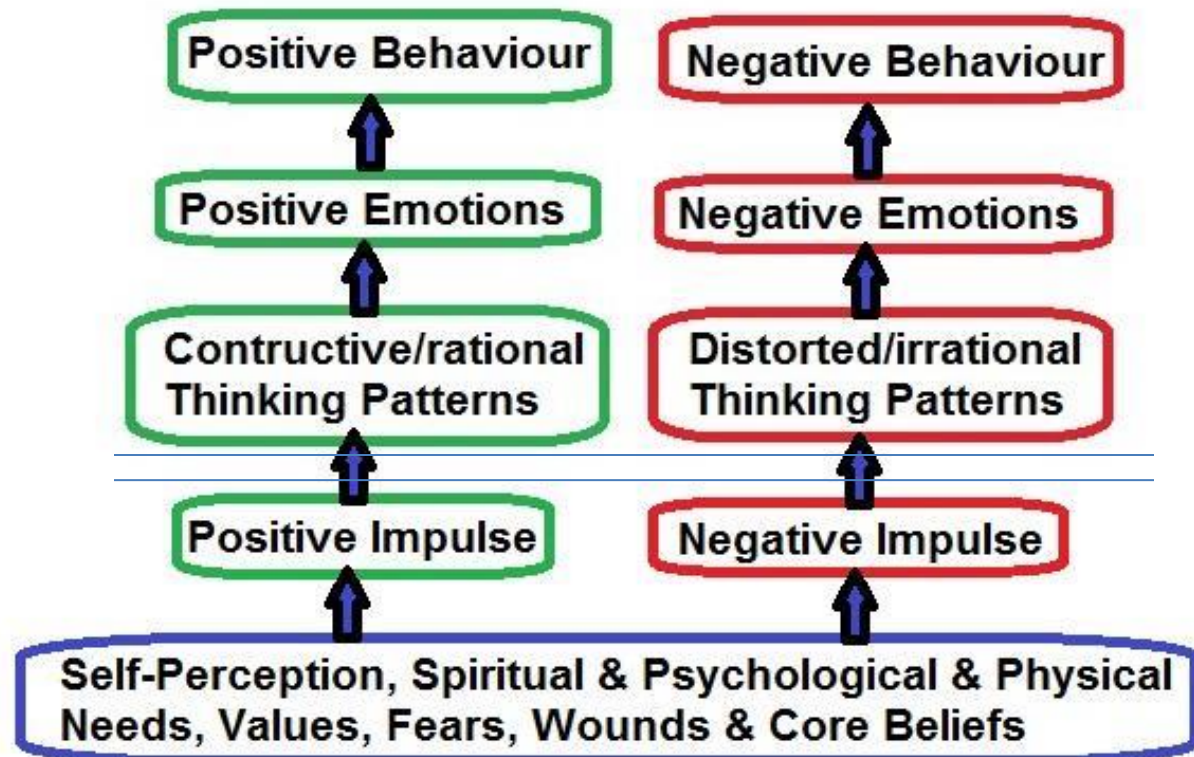 Positive Behaviour
Negative Behaviour
Positive Emotions
Negative Emotions
Contructive/rational
Thinking Patterns
Distorted/irrational
Thinking Patterns
Positive Impulse
Negative Impulse
Self-Perception, Spiritual & Psychological & Physical
Needs, Values, Fears, Wounds & Core Beliefs